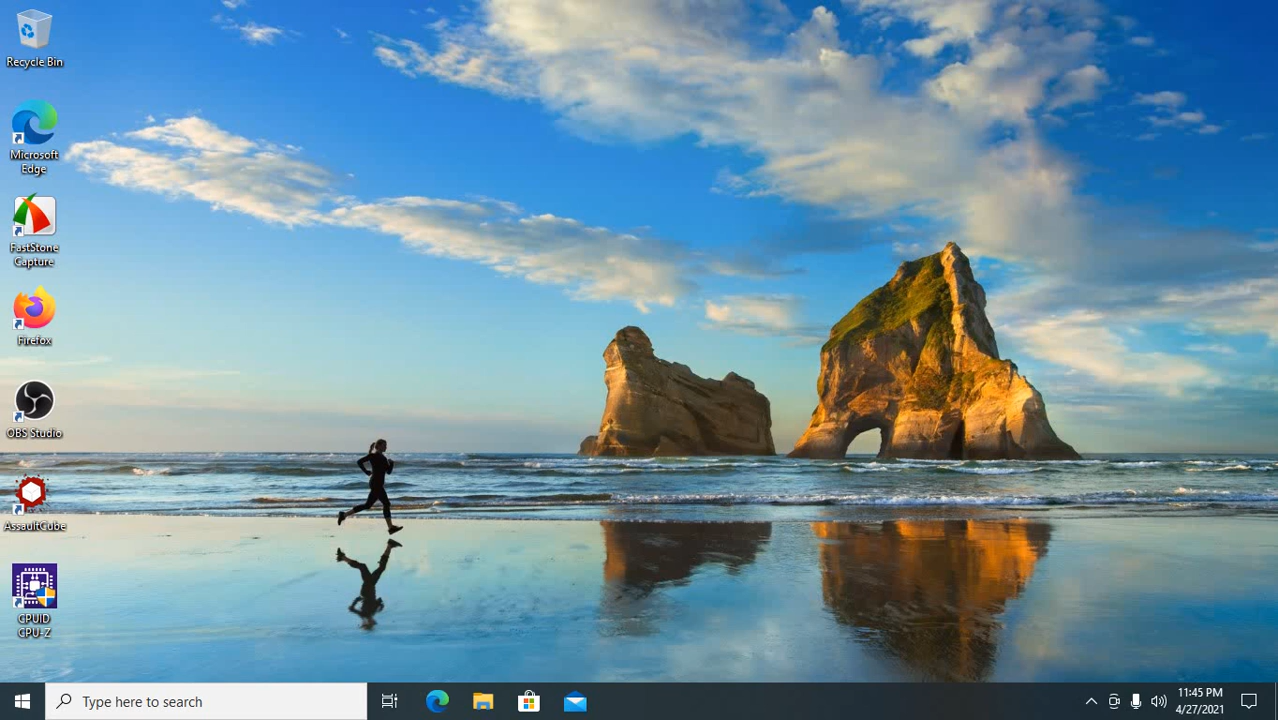 Recycle Bin
Microsoft
Edge
FastStone
Capture
Firefox
OBS Studio
AssaultCube
CPUID
CPU-Z
Type here to search
11:45 PM
4/27/2021